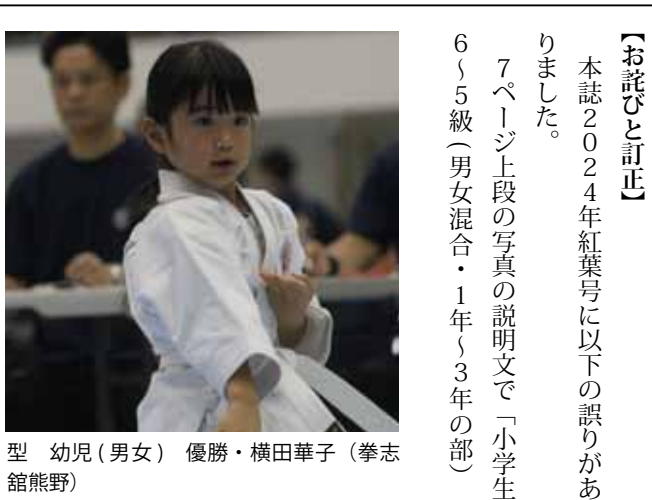 【お詫びと訂正】
　本誌２０２４年紅葉号に以下の誤りがあ
りました。
　７ページ上段の写真の説明文で「小学生
６～５級（男女混合・１年～３年の部）
型　幼児(男女)　優勝・横田華子（拳志
舘熊野）